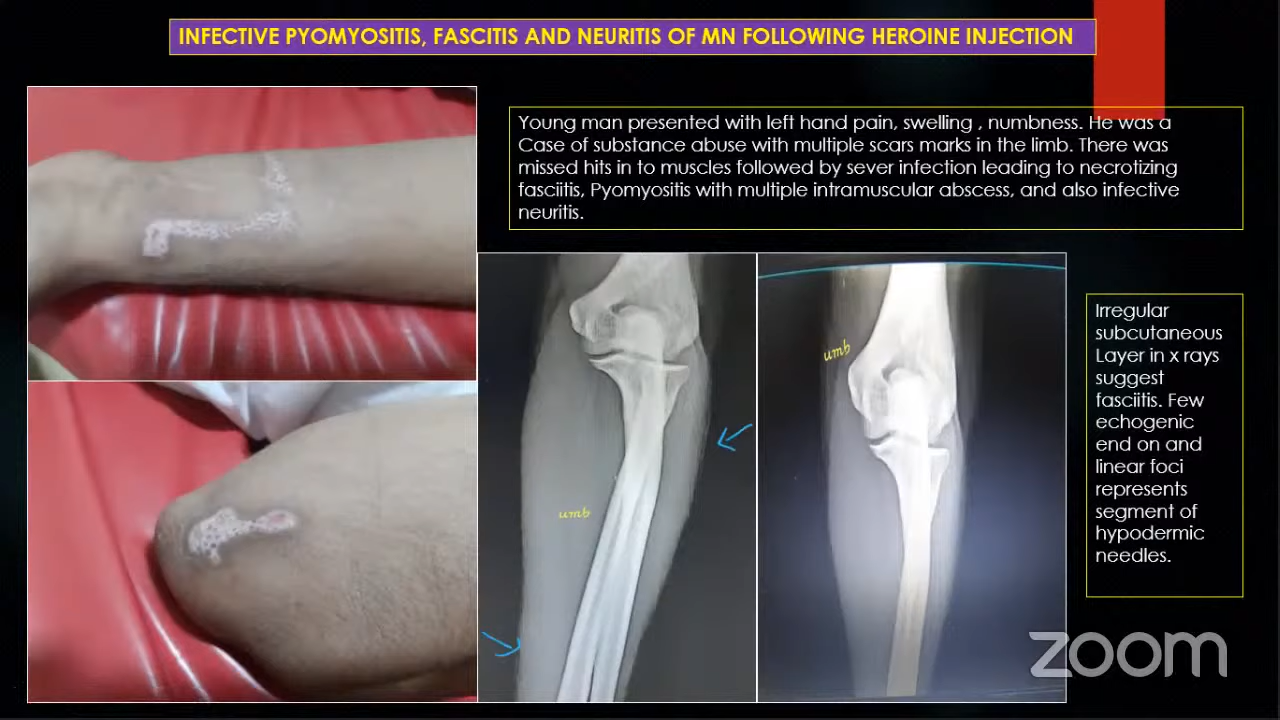 INFECTIVE PYOMYOSITIS, FASCITIS AND NEURITIS OF MN FOLLOWING HEROINE INJECTION
Young man presented with left hand pain, swelling , numbness. He was a
Case of substance abuse with multiple scars marks in the limb. There was
missed hits in to muscles followed by sever infection leading to necrotizing
fasciitis, Pyomyositis with multiple intramuscular abscess, and also infective
neuritis.
umb
umb
Irregular
subcutaneous
Layer in x rays
suggest
fasciitis. Few
echogenic
end on and
linear foci
represents
segment of
hypodermic
needles.
zoom